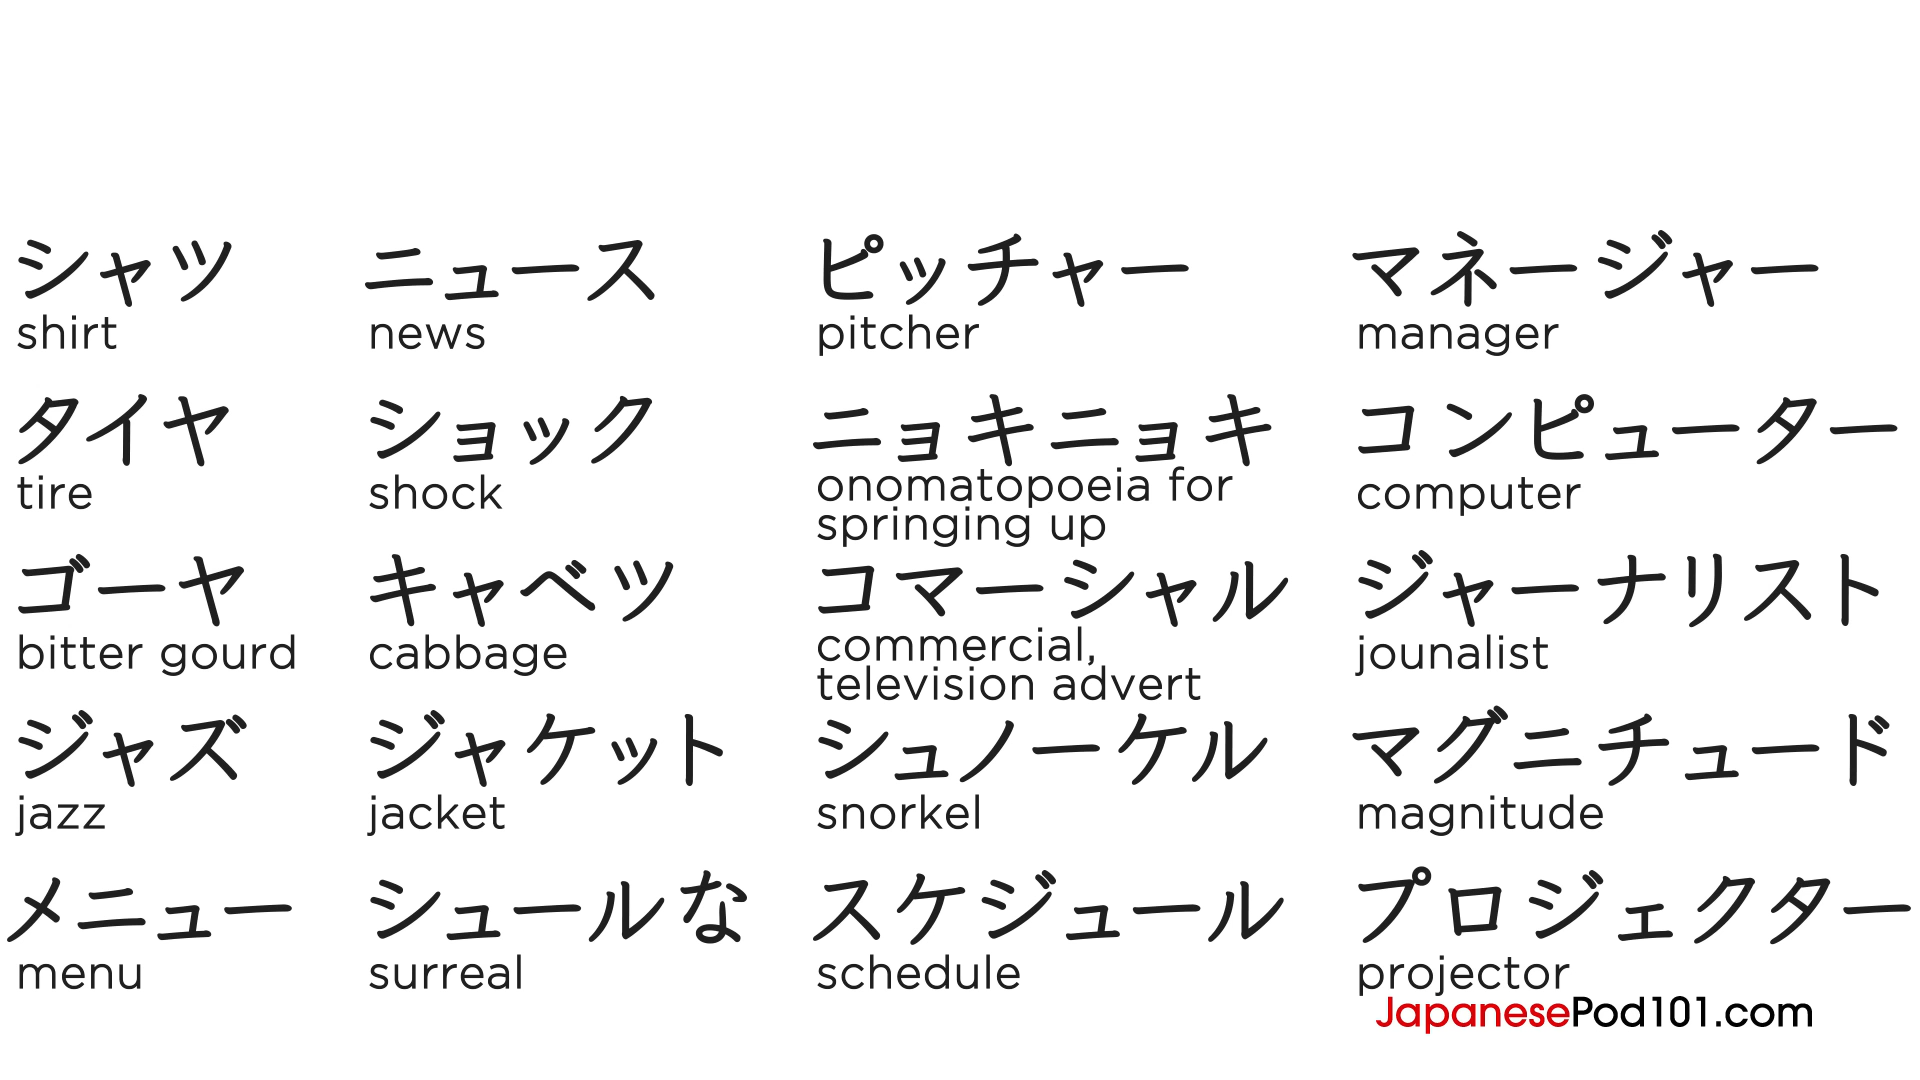 シャツ
shirt
ニュース
news
ピッチャー
pitcher
マネージャー
manager
タイヤ
tire
ショック
shock
ニョキニョキ
onomatopoeia for
springing up
コンピューター
computer
ゴーヤ
bitter gourd
キャベツ
cabbage
コマーシャル
commercial,
television advert
ジャーナリスト
jounalist
ジャズ
jazz
ジャケット
jacket
シュノーケル
snorkel
マグニチュード
magnitude
メニュー
menu
シュールな
surreal
スケジュール
schedule
プロジェクター
projector
JapanesePod101.com